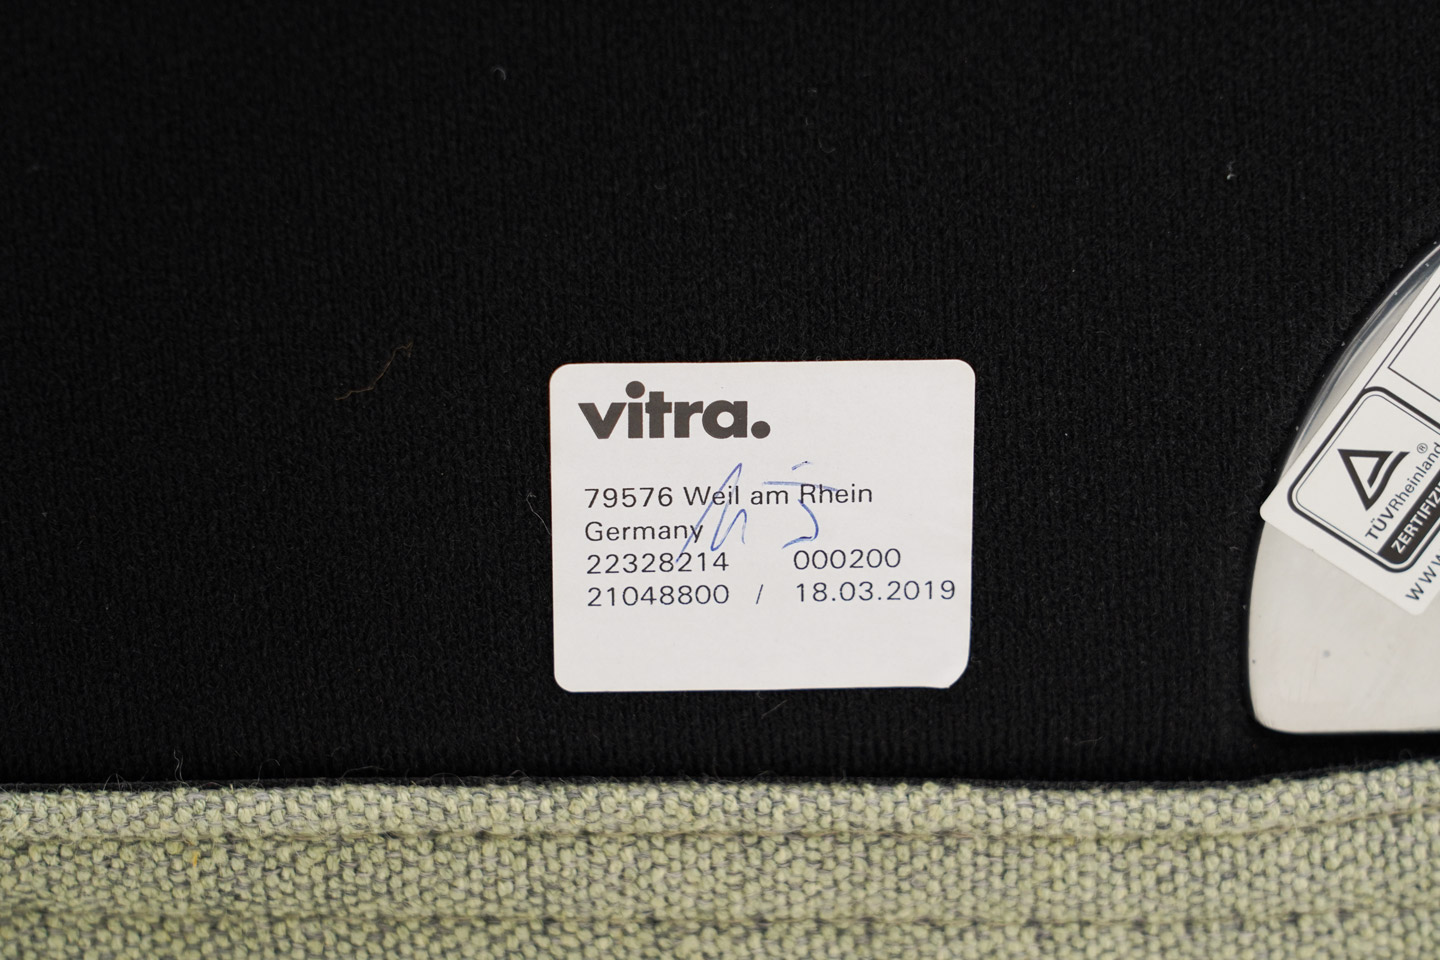 vitra.
79576 Weil am Rhein
Germany
22328214 000200
21048800 / 18.03.2019
TÜVRheinland®